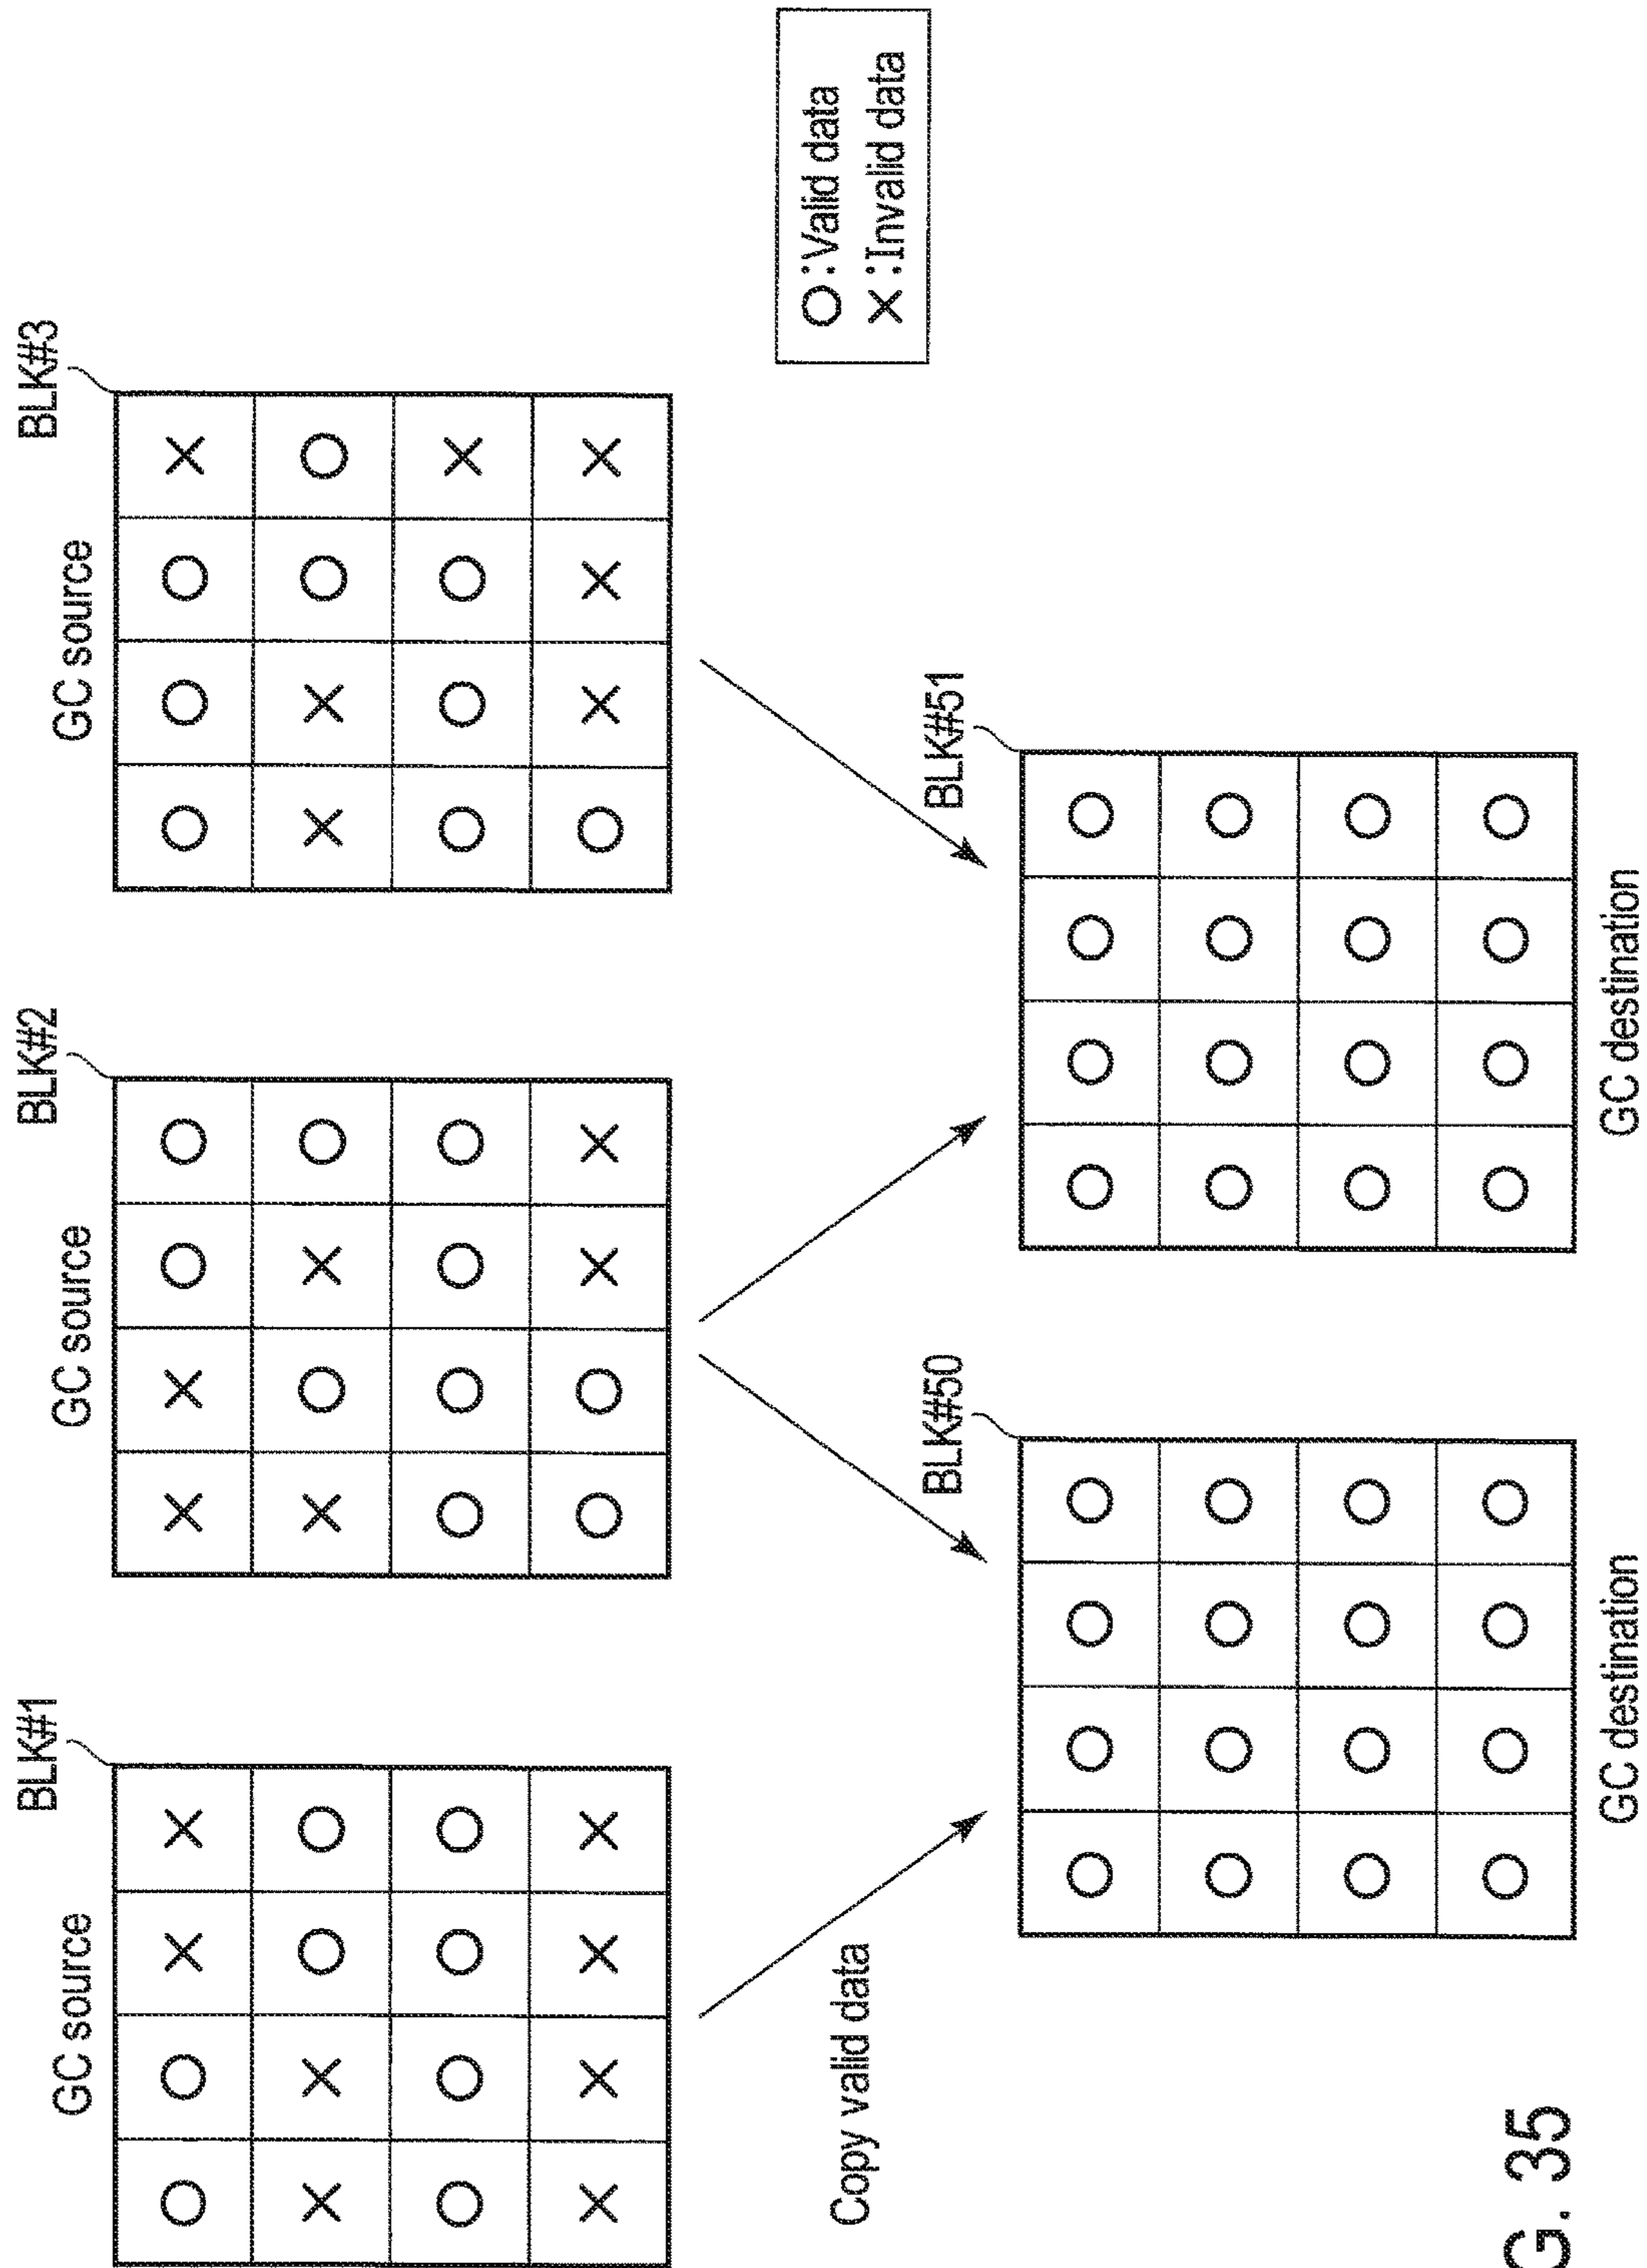 BLK#1
BLK#2
BLK#3
GC source
GC source
GC source
○:Valid data
×:Invalid data
Copy valid data
BLK#50
BLK#51
GC destination
GC destination
G. 35